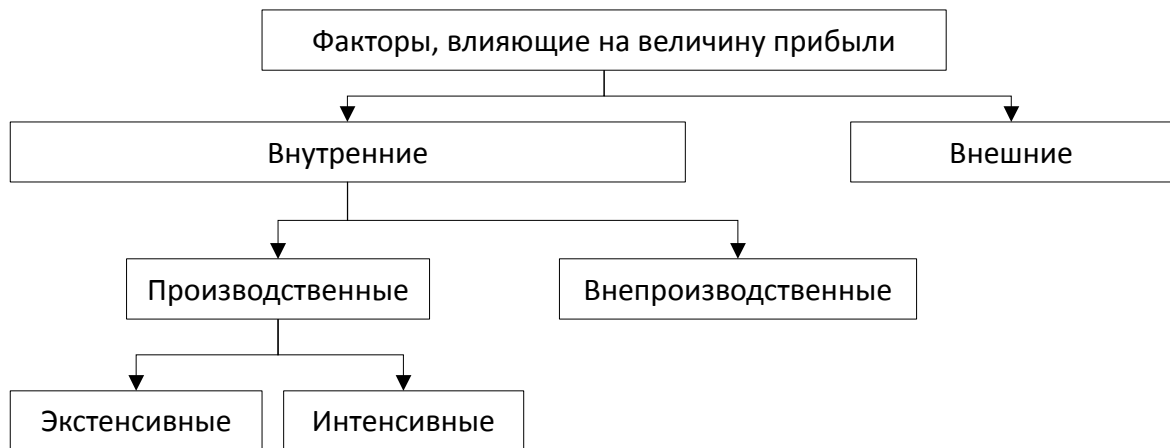 Факторы, влияющие на величину прибыли
Внутренние
Внешние
Производственные
Внепроизводственные
Экстенсивные
Интенсивные